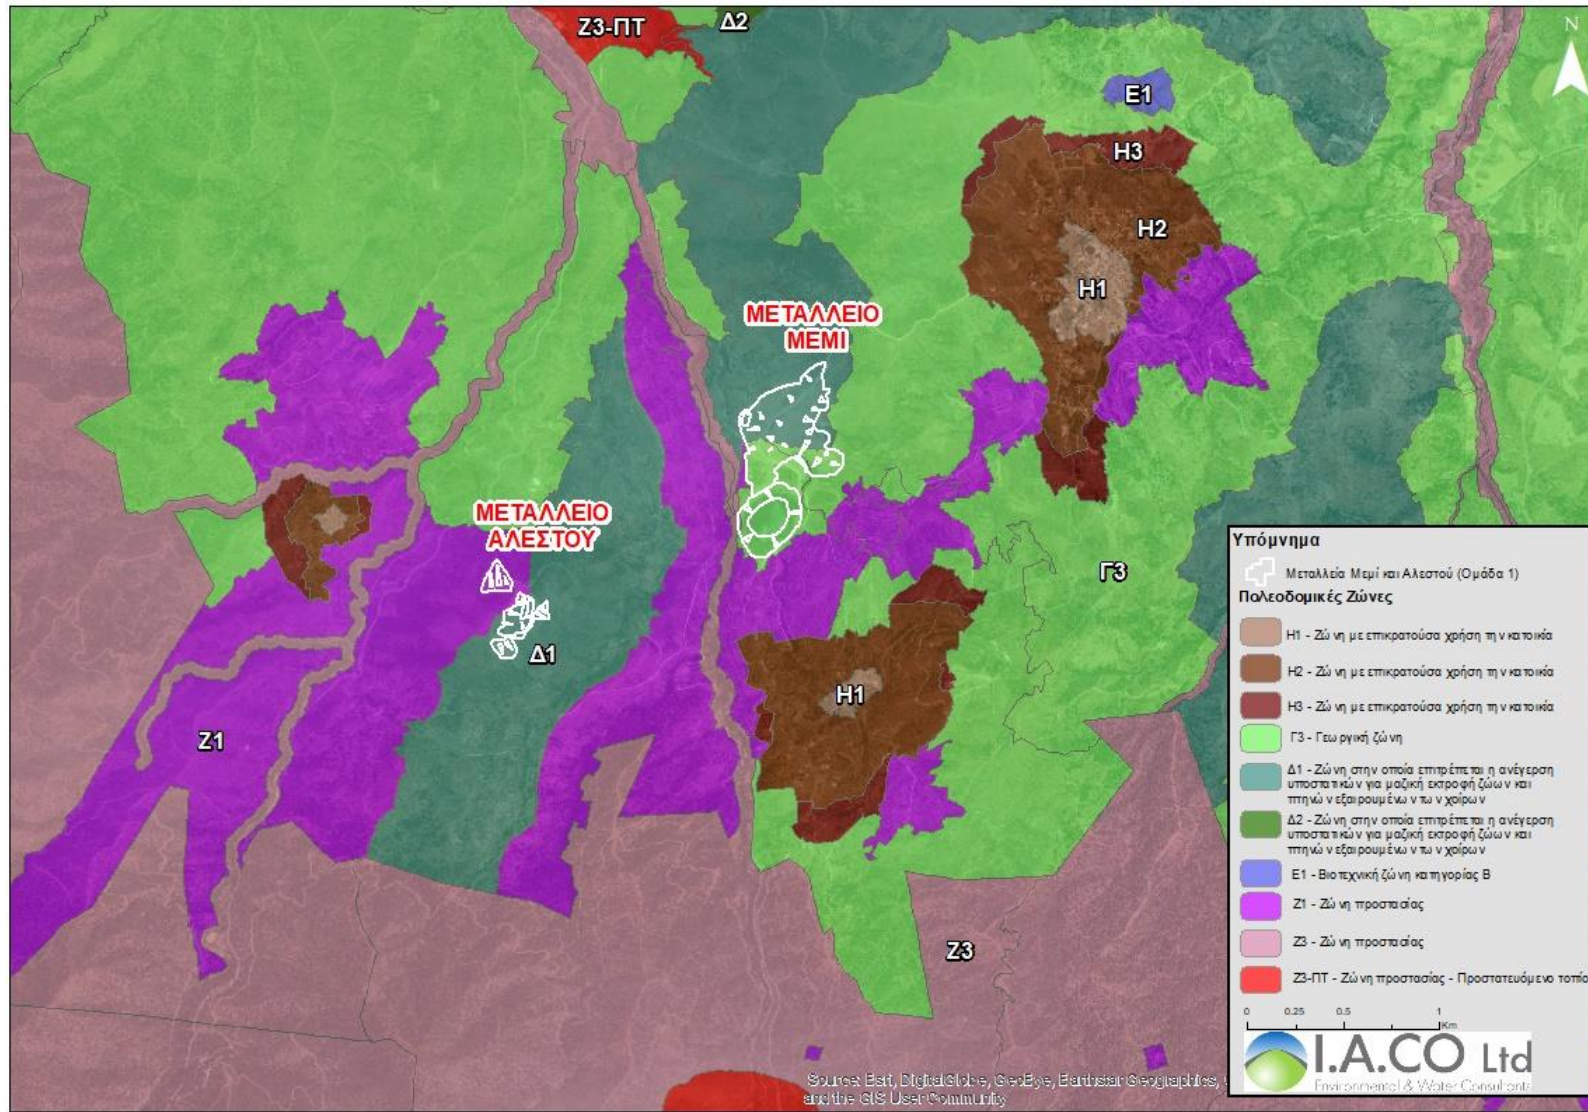 Ζ3-ΠΤ
Δ2
N
Ε1
Η3
Η2
Η1
ΜΕΤΑΛΛΕΙΟ
ΜΕΜΙ
ΜΕΤΑΛΛΕΙΟ
ΑΛΕΣΤΟΥ
Γ3
Δ1
Η1
Ζ1
Ζ3
Υπόμνημα
Μεταλλεία Μεμί και Αλεστού (Ομάδα 1)
Πολεοδομικές Ζώνες
Η1 - Ζώνη με επικρατούσα χρήση την κατοικία
Η2 - Ζώνη με επικρατούσα χρήση την κατοικία
Η3 - Ζώνη με επικρατούσα χρήση την κατοικία
Γ3 - Γεωργική ζώνη
Δ1 - Ζώνη στην οποία επιτρέπεται η ανέγερση
υποστατικών για μαζική εκτροφή ζώων και
πτηνών εξαιρουμένων των χοίρων
Δ2 - Ζώνη στην οποία επιτρέπεται η ανέγερση
υποστατικών για μαζική εκτροφή ζώων και
πτηνών εξαιρουμένων των χοίρων
Ε1 - Βιοτεχνική ζώνη κατηγορίας Β
Ζ1 - Ζώνη προστασίας
Ζ3 - Ζώνη προστασίας
Ζ3-ΠΤ - Ζώνη προστασίας - Προστατευόμενο τοπίο
0 0.25 0.5 1
Km
I.A.CO Ltd
Environmental & Water Consultants
Source: Esri, DigitalGlobe, GeoEye, Earthstar Geographics,
and the GIS User Community